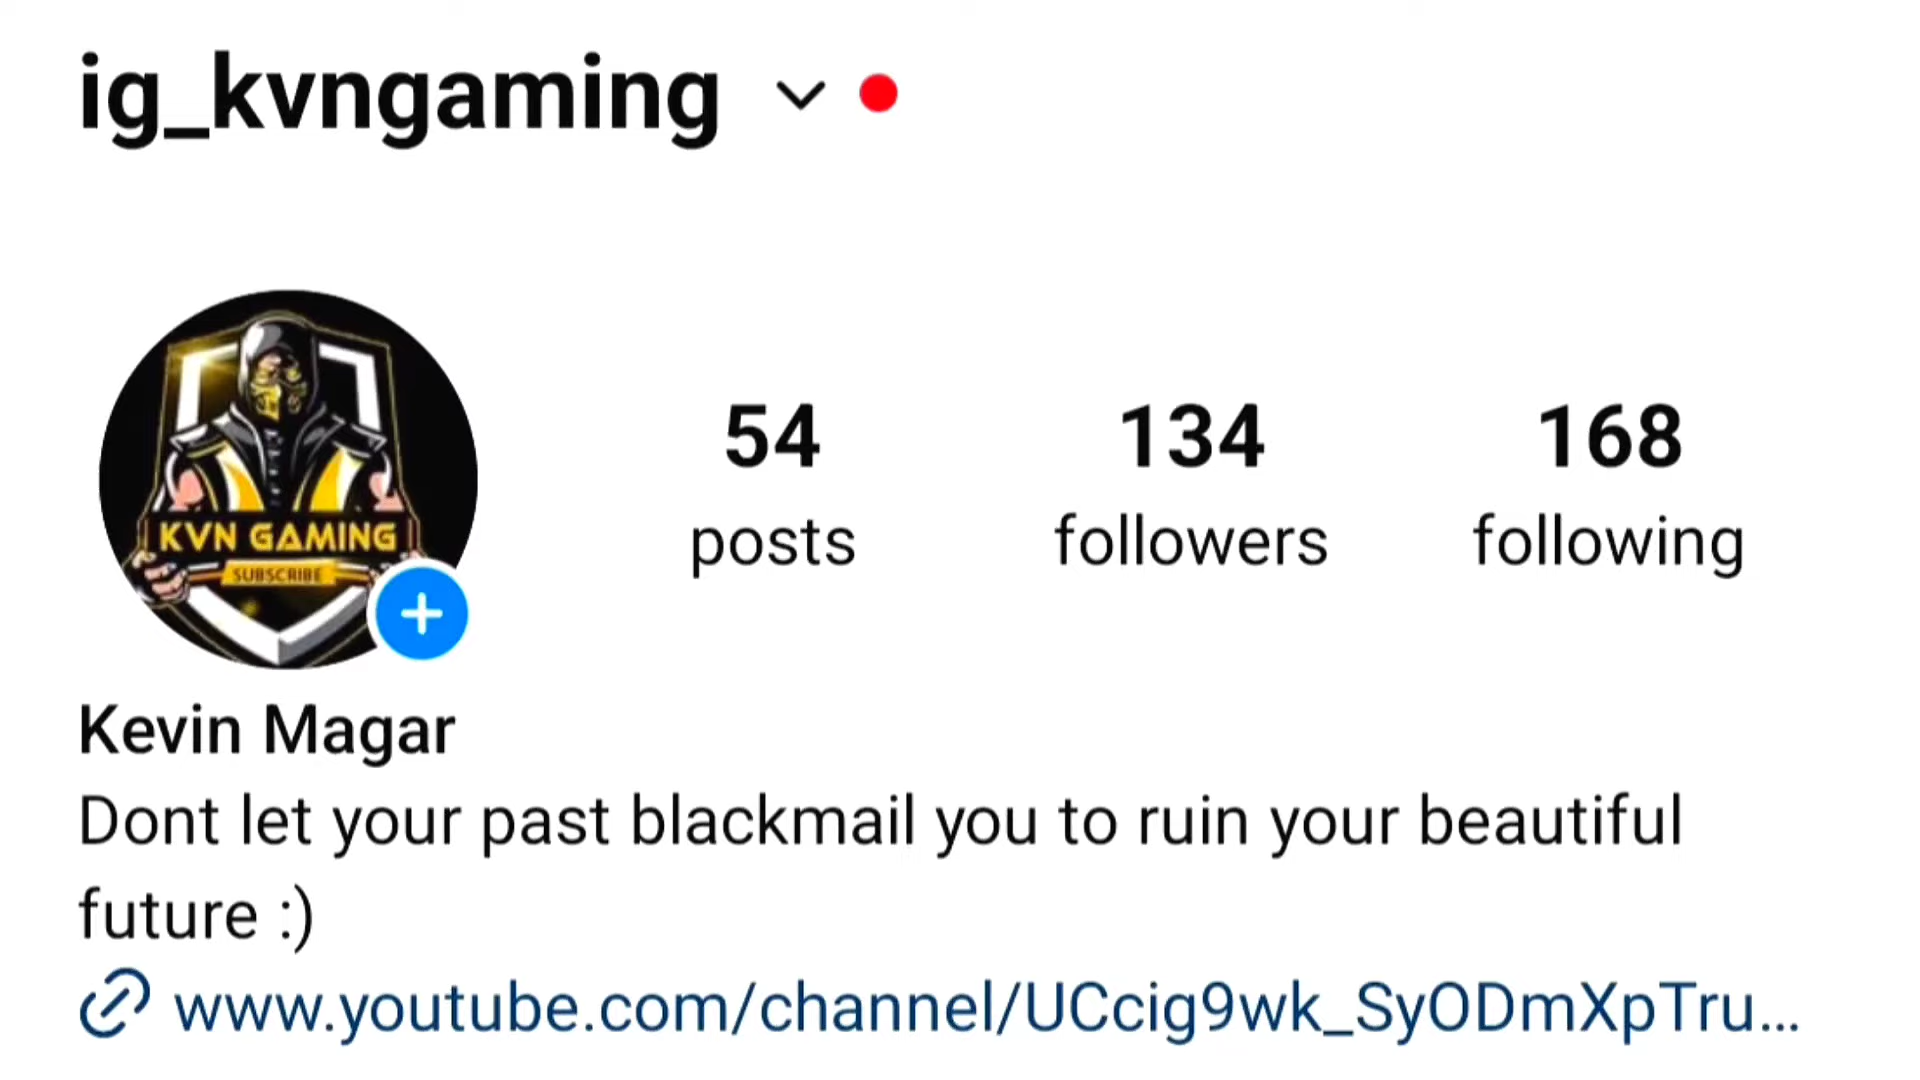 ig_kvngaming
KVN GAMING
SUBSCRIBE
54
134
168
posts
followers
following
Kevin Magar
Dont let your past blackmail you to ruin your beautiful
future :)
www.youtube.com/channel/UCcig9wk_SyODmXpTru...